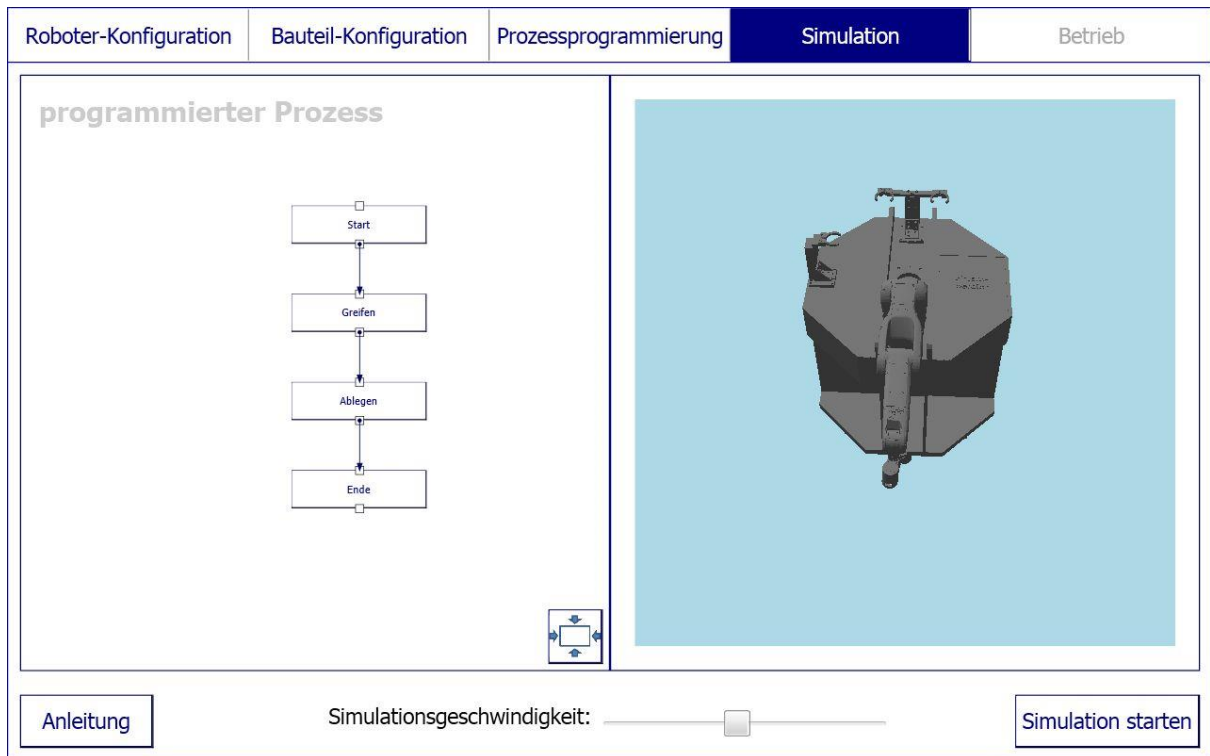 Roboter-Konfiguration
Bauteil-Konfiguration
Prozessprogrammierung
Simulation
Betrieb
programmierter Prozess
Start
Greifen
Ablegen
Ende
Anleitung
Simulationsgeschwindigkeit:
Simulation starten